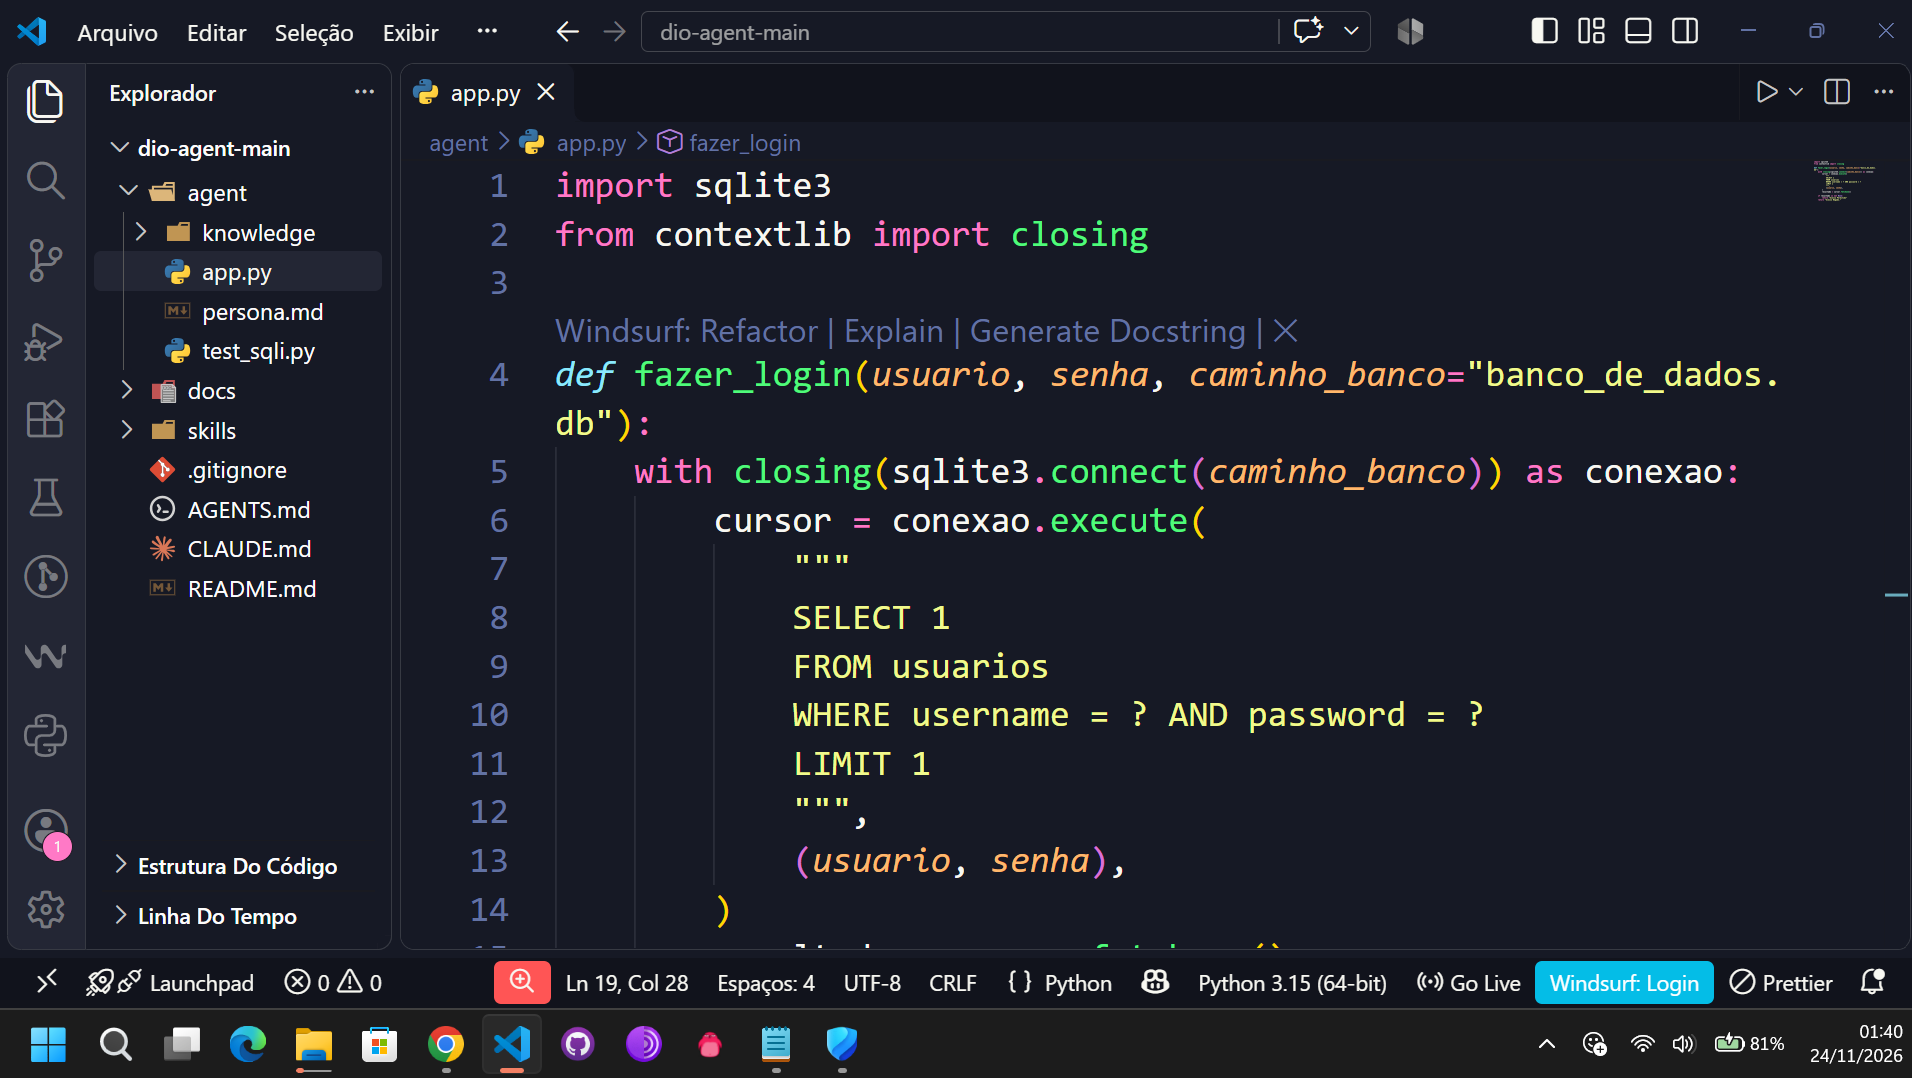 Arquivo Editar Seleção Exibir ···
dio-agent-main
Explorador ···
dio-agent-main
agent
knowledge
app.py
persona.md
test_sqli.py
docs
skills
.gitignore
AGENTS.md
CLAUDE.md
README.md
Estrutura Do Código
Linha Do Tempo
app.py
agent > app.py > fazer_login
1 import sqlite3
2 from contextlib import closing
3
Windsurf: Refactor | Explain | Generate Docstring | ×
4 def fazer_login(usuario, senha, caminho_banco="banco_de_dados.
db"):
5 with closing(sqlite3.connect(caminho_banco)) as conexao:
6 cursor = conexao.execute(
7 """
8 SELECT 1
9 FROM usuarios
10 WHERE username = ? AND password = ?
11 LIMIT 1
12 """,
13 (usuario, senha),
14 )
1
Launchpad 0 0 Ln 19, Col 28 Espaços: 4 UTF-8 CRLF {} Python Python 3.15 (64-bit) Go Live Windsurf: Login Prettier
81%
01:40
24/11/2026